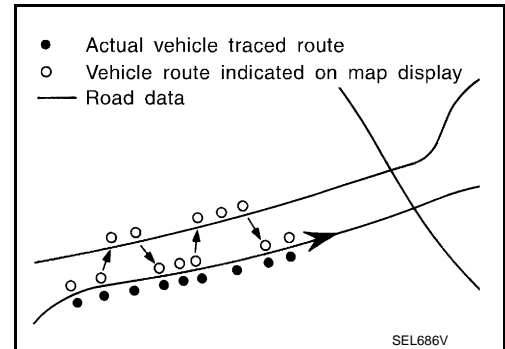 Actual vehicle traced route
Vehicle route indicated on map display
Road data
SEL686V